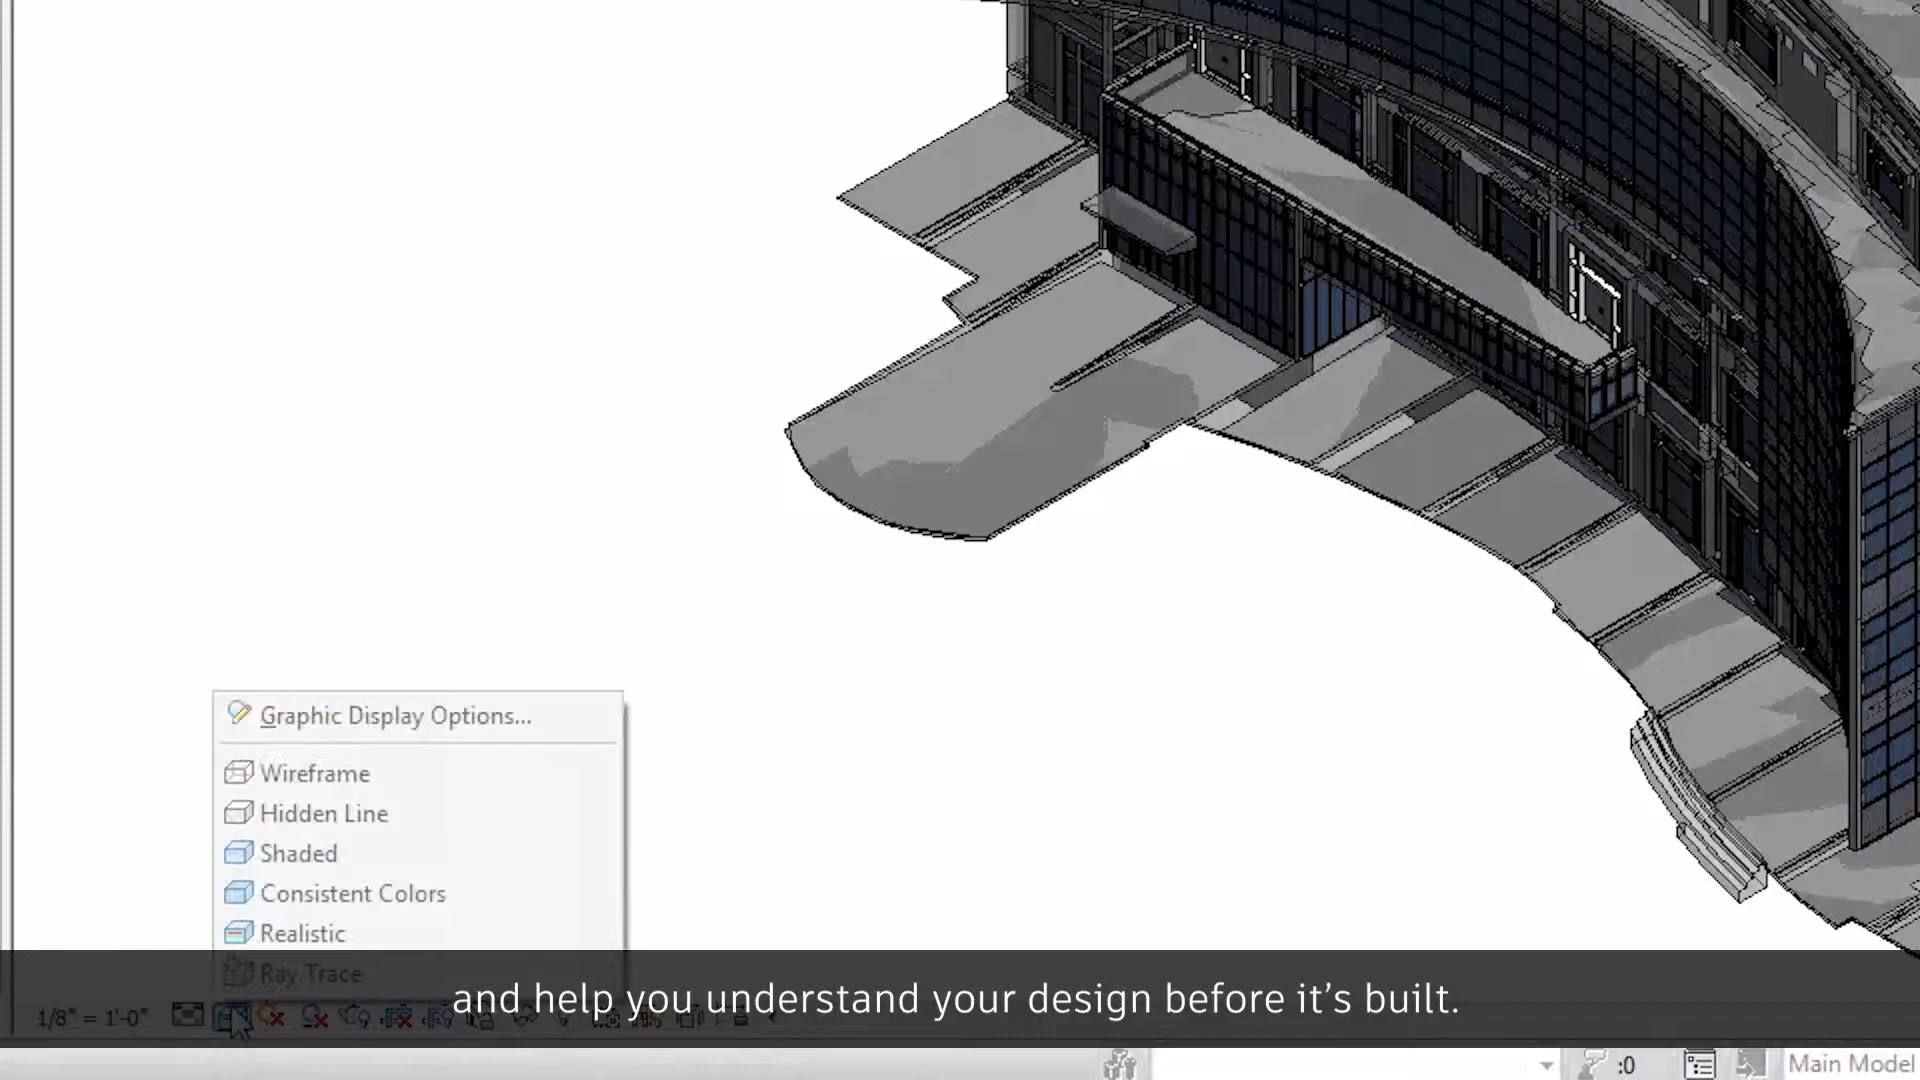 Graphic Display Options...
Wireframe
Hidden Line
Shaded
Consistent Colors
Realistic
Ray Trace
and help you understand your design before it’s built.
1/8" = 1'-0"
:0
Main Model